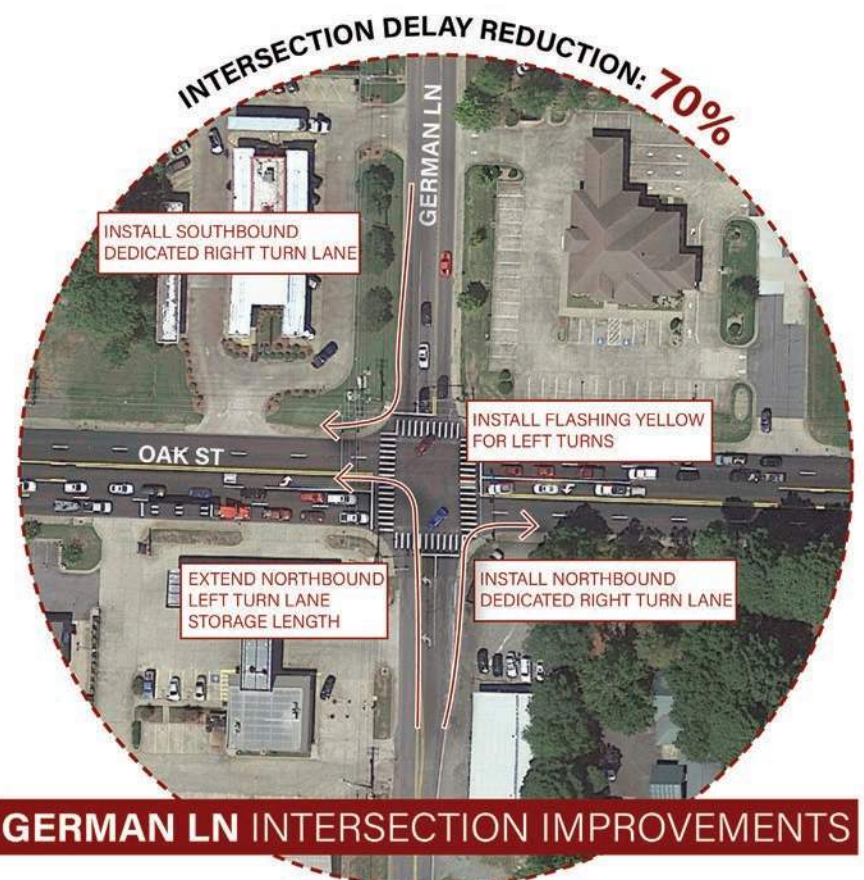 INTERSECTION DELAY REDUCTION: 70%
GERMAN LN
INSTALL SOUTHBOUND
DEDICATED RIGHT TURN LANE
INSTALL FLASHING YELLOW
FOR LEFT TURNS
OAK ST
EXTEND NORTHBOUND
LEFT TURN LANE
STORAGE LENGTH
INSTALL NORTHBOUND
DEDICATED RIGHT TURN LANE
GERMAN LN INTERSECTION IMPROVEMENTS